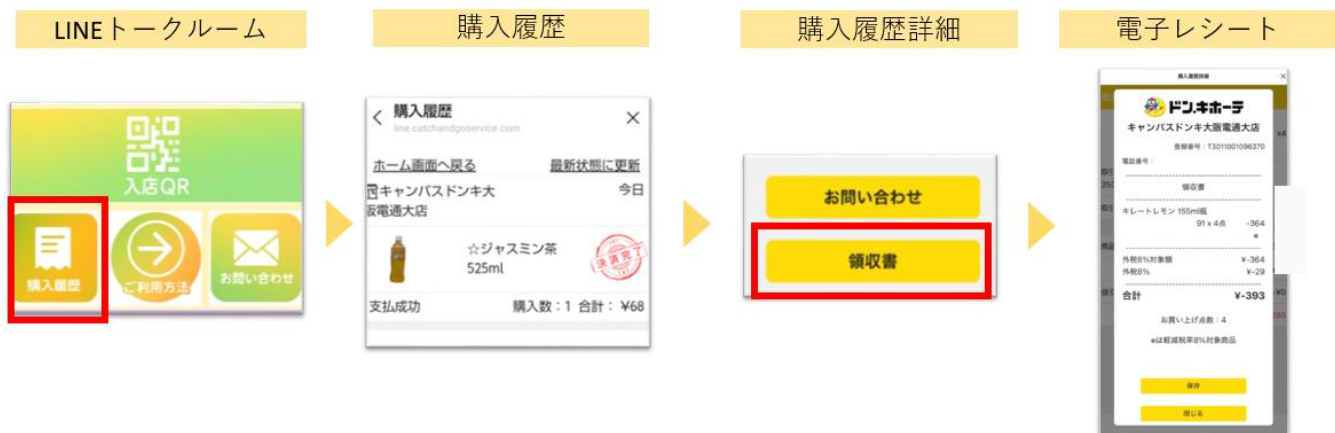 LINEトークルーム
購入履歴
購入履歴詳細
電子レシート
入店QR
購入履歴
ご利用方法
お問い合わせ
購入履歴
line.catchandgoservice.com
ホーム画面へ戻る 最新状態に更新
キャンパスドンキ大 今日
阪電通大店
☆ジャスミン茶
525ml
決済完了
支払成功 購入数：1 合計： ¥68
お問い合わせ
領収書
購入履歴詳細
ドン.キホーテ
キャンパスドンキ大阪電通大店
登録番号：T3011001096370
電話番号：
領収書
キレートレモン 155ml瓶
91 x 4点 -364
※
外税8%対象額 ¥-364
外税8% ¥-29
合計 ¥-393
お買い上げ点数：4
※は軽減税率8%対象商品
保存
閉じる